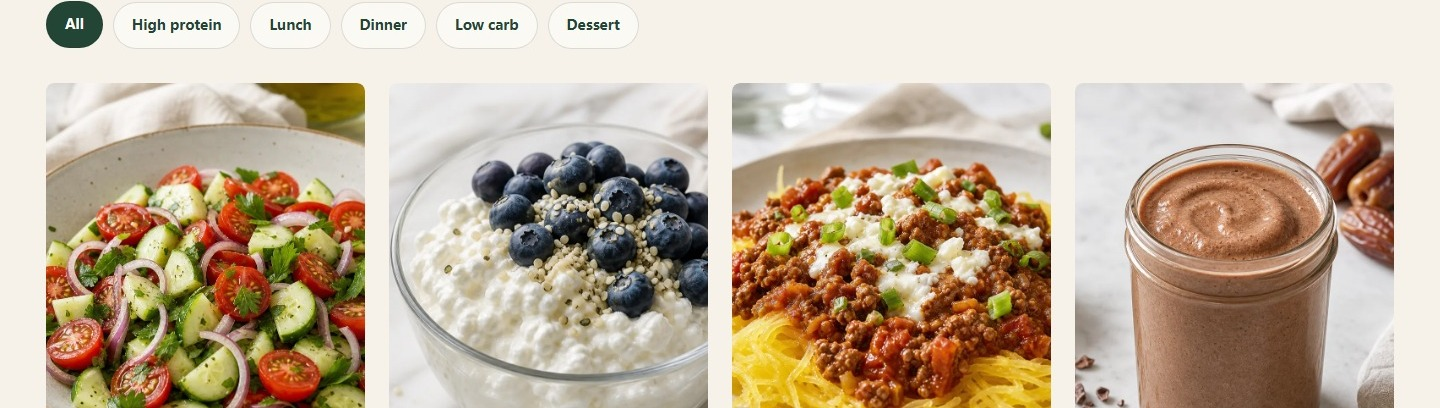 All
High protein
Lunch
Dinner
Low carb
Dessert